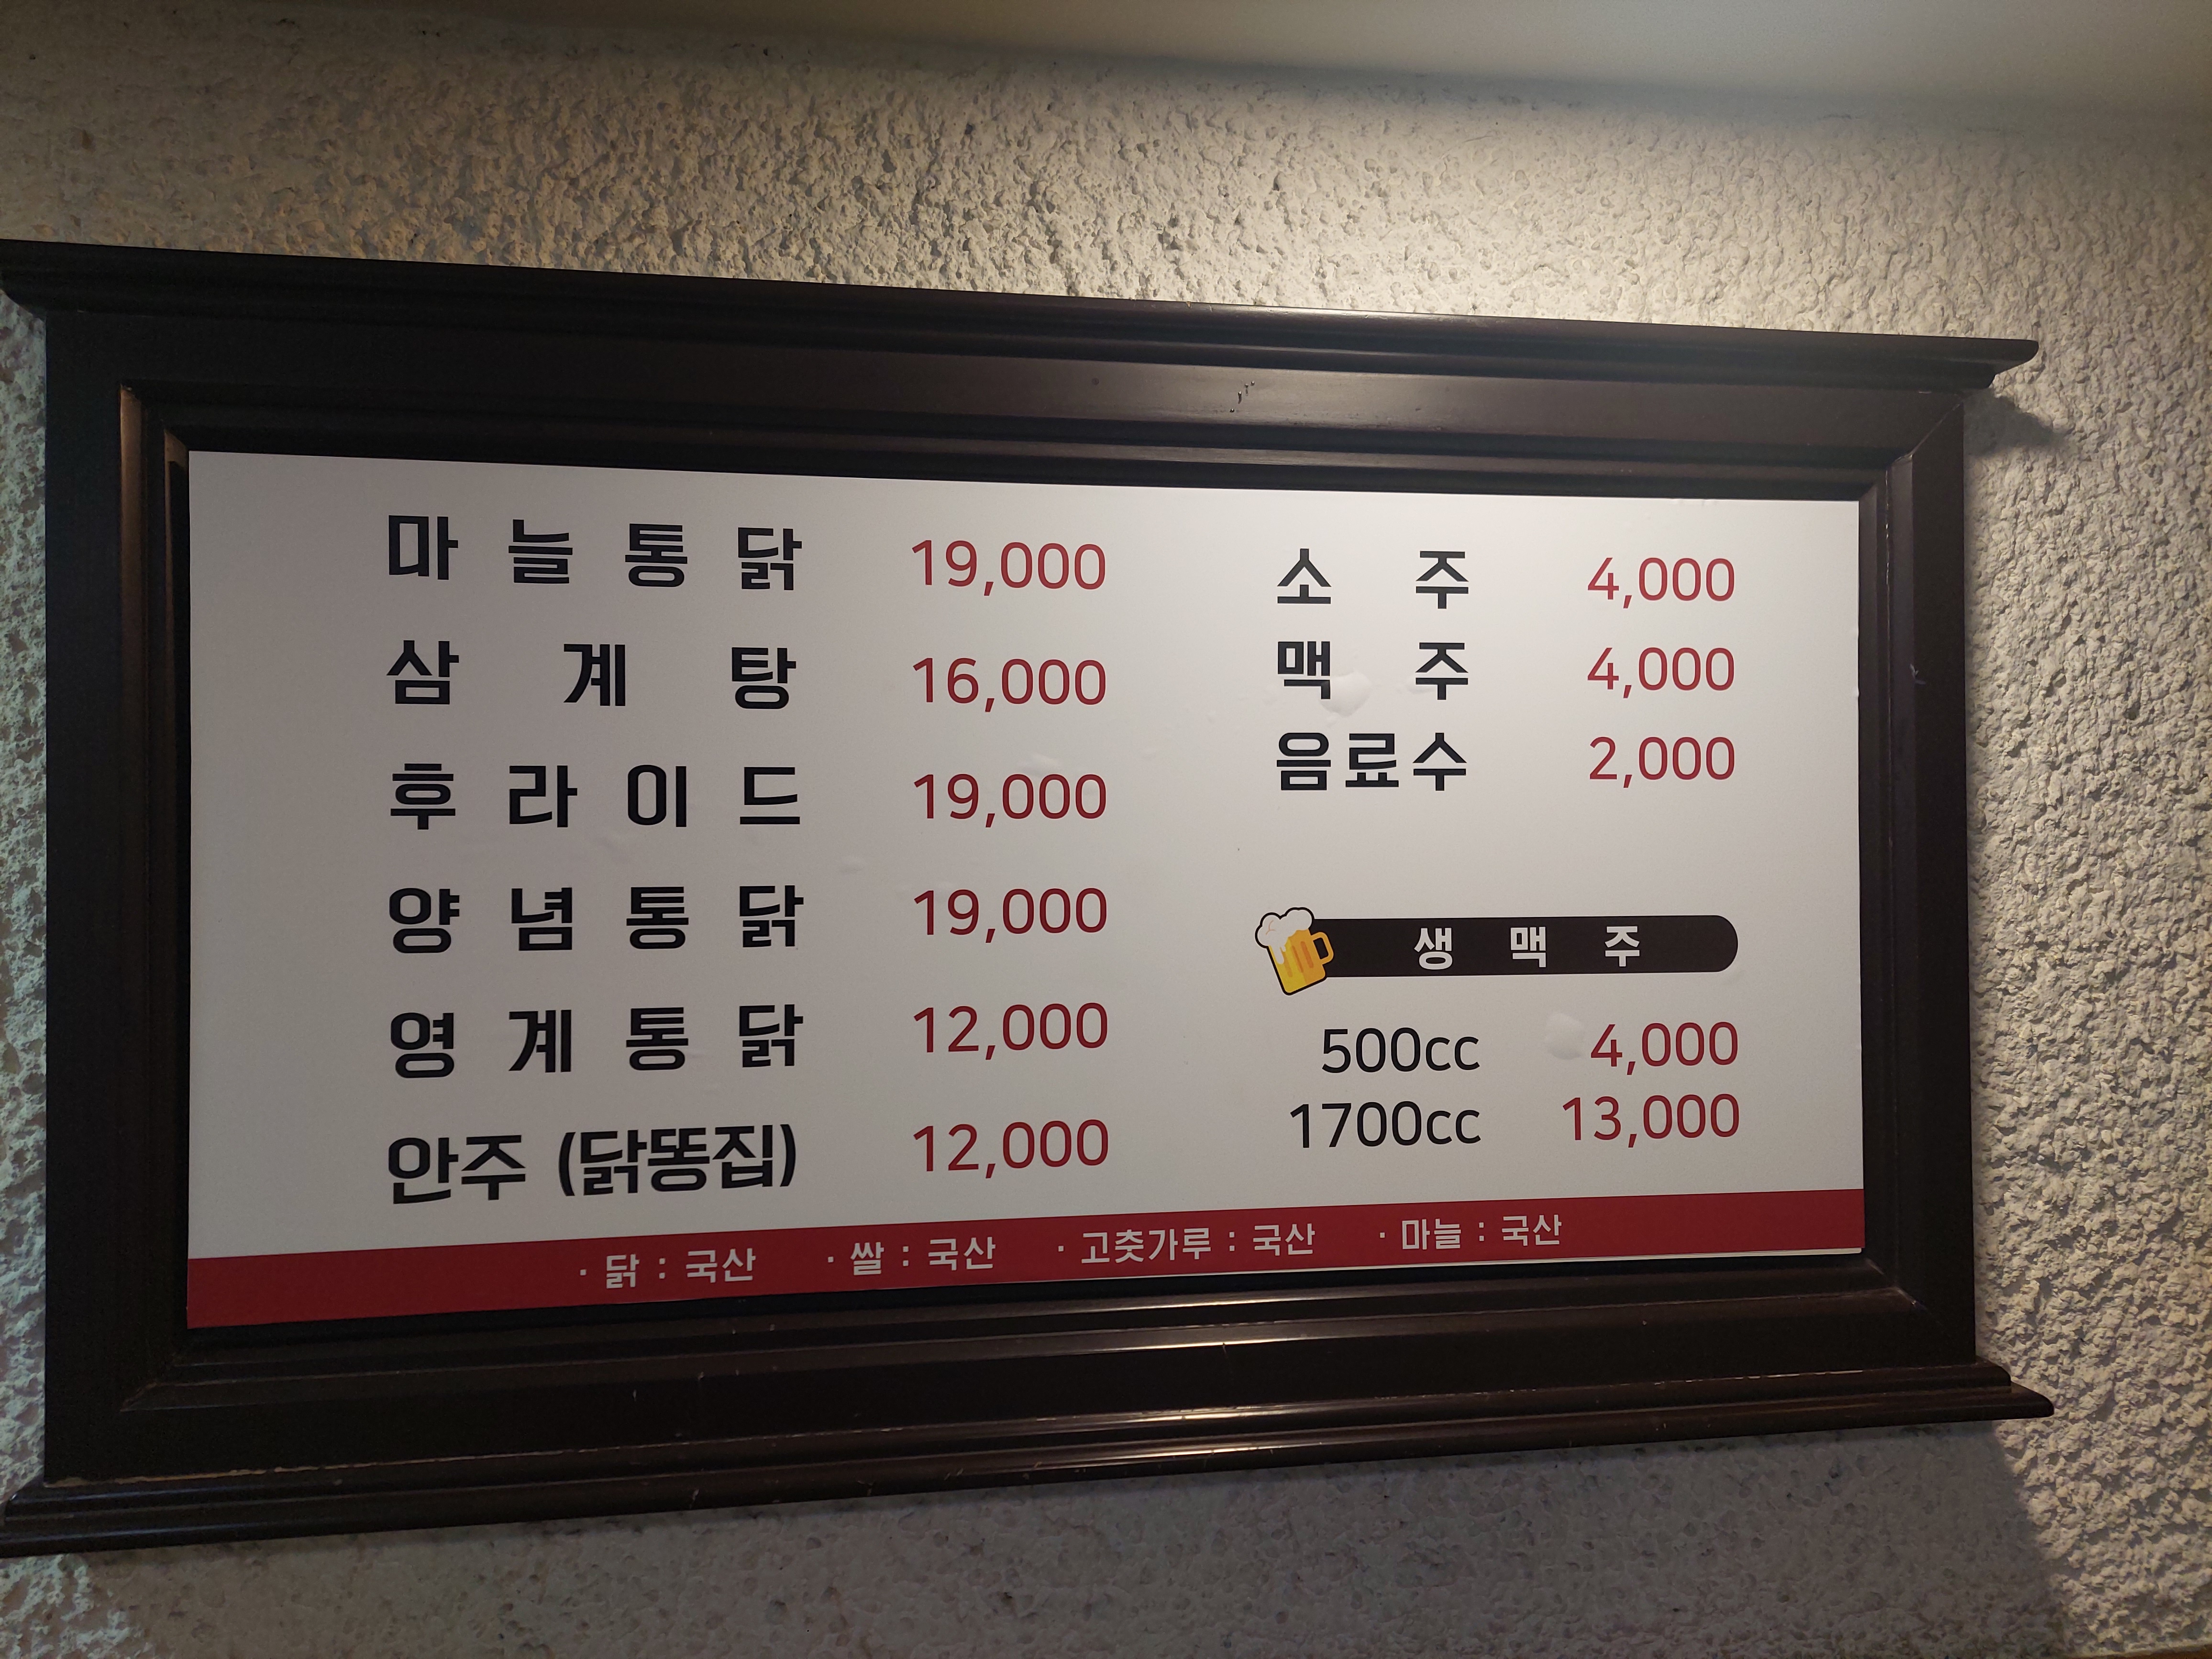 마늘통닭 19,000
삼계탕 16,000
후라이드 19,000
양념통닭 19,000
영계통닭 12,000
안주 (닭똥집) 12,000
소주 4,000
맥주 4,000
음료수 2,000
생맥주
500cc 4,000
1700cc 13,000
· 닭 : 국산 · 쌀 : 국산 · 고춧가루 : 국산 · 마늘 : 국산